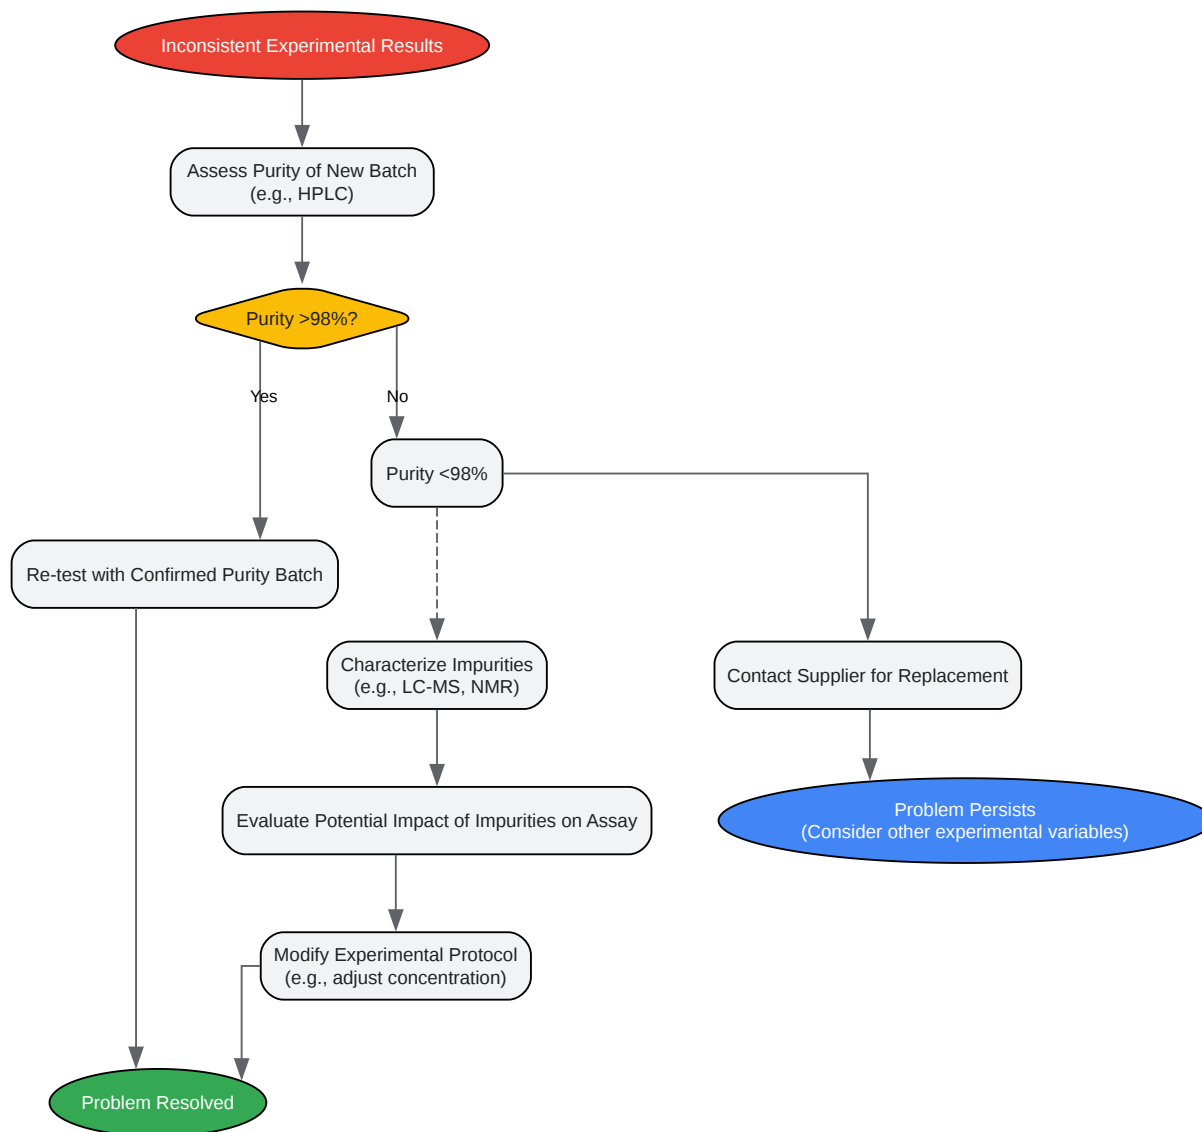 Inconsistent Experimental Results
Assess Purity of New Batch
(e.g., HPLC)
Purity >98%?
Yes
No
Purity <98%
Re-test with Confirmed Purity Batch
Characterize Impurities
(e.g., LC-MS, NMR)
Contact Supplier for Replacement
Evaluate Potential Impact of Impurities on Assay
Problem Persists
(Consider other experimental variables)
Modify Experimental Protocol
(e.g., adjust concentration)
Problem Resolved